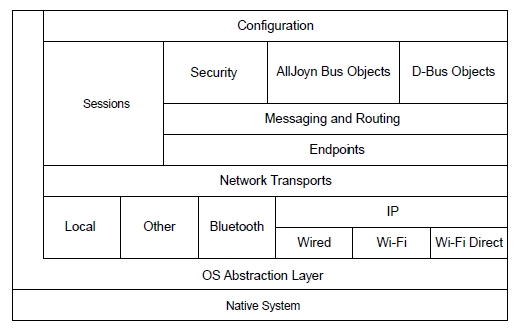 Configuration
Security
AllJoyn Bus Objects
D-Bus Objects
Sessions
Messaging and Routing
Endpoints
Network Transports
Local
Other
Bluetooth
IP
Wired
Wi-Fi
Wi-Fi Direct
OS Abstraction Layer
Native System